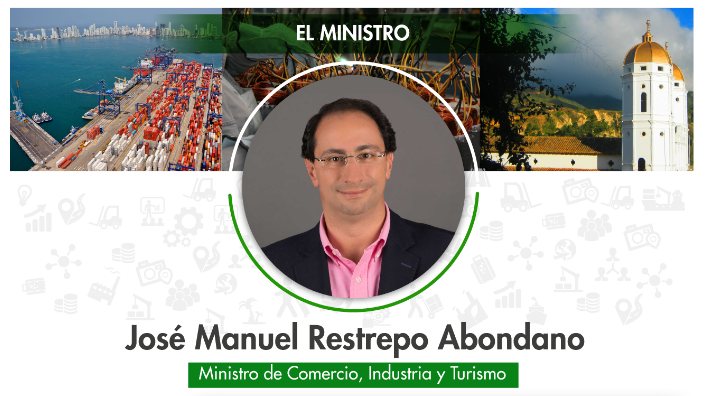 EL MINISTRO
José Manuel Restrepo Abondano
Ministro de Comercio, Industria y Turismo